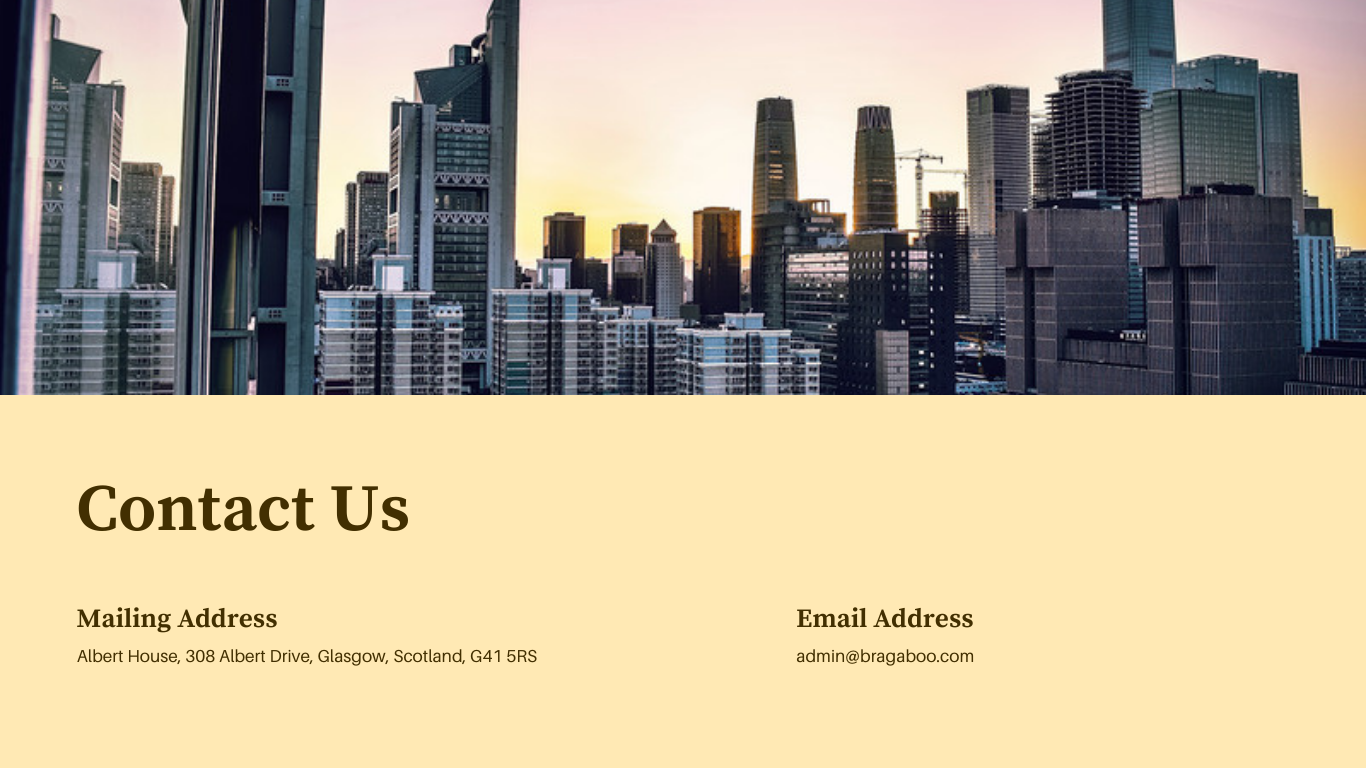 Contact Us
Mailing Address
Albert House, 308 Albert Drive, Glasgow, Scotland, G41 5RS
Email Address
admin@bragaboo.com